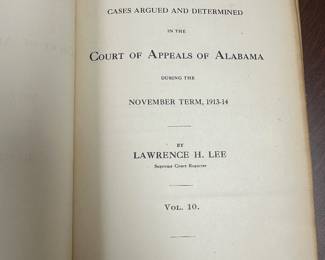 CASES ARGUED AND DETERMINED
IN THE
COURT OF APPEALS OF ALABAMA
DURING THE
NOVEMBER TERM, 1913-14
BY
LAWRENCE H. LEE
Supreme Court Reporter
VOL. 10.